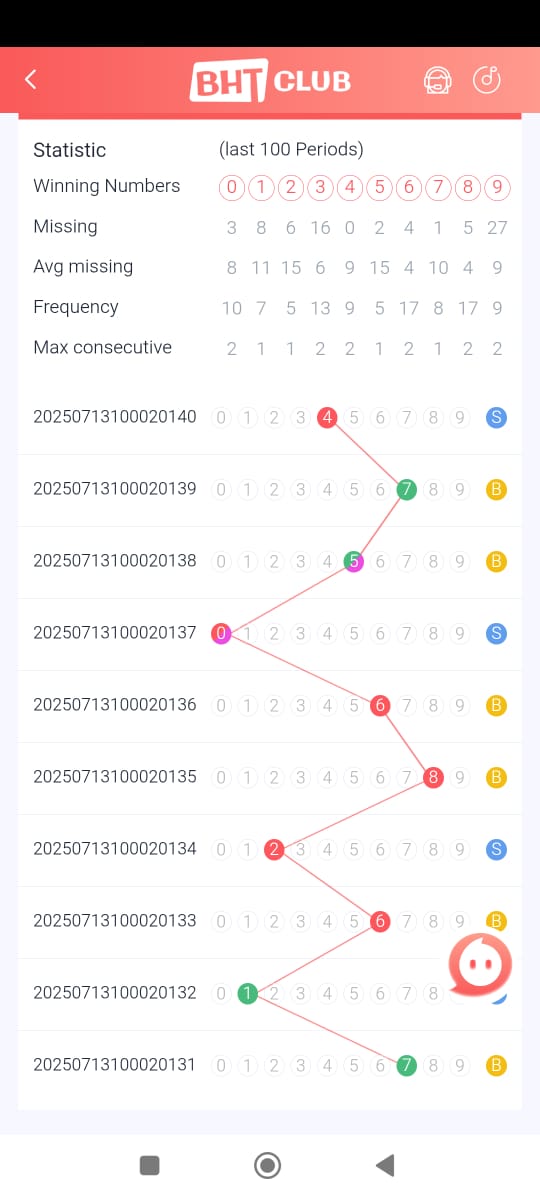 BHT CLUB
Statistic (last 100 Periods)
Winning Numbers 0 1 2 3 4 5 6 7 8 9
Missing 3 8 6 16 0 2 4 1 5 27
Avg missing 8 11 15 6 9 15 4 10 4 9
Frequency 10 7 5 13 9 5 17 8 17 9
Max consecutive 2 1 1 2 2 1 2 1 2 2
20250713100020140 0 1 2 3 4 5 6 7 8 9 S
20250713100020139 0 1 2 3 4 5 6 7 8 9 B
20250713100020138 0 1 2 3 4 5 6 7 8 9 B
20250713100020137 0 1 2 3 4 5 6 7 8 9 S
20250713100020136 0 1 2 3 4 5 6 7 8 9 B
20250713100020135 0 1 2 3 4 5 6 7 8 9 B
20250713100020134 0 1 2 3 4 5 6 7 8 9 S
20250713100020133 0 1 2 3 4 5 6 7 8 9 B
20250713100020132 0 1 2 3 4 5 6 7 8
20250713100020131 0 1 2 3 4 5 6 7 8 9 B